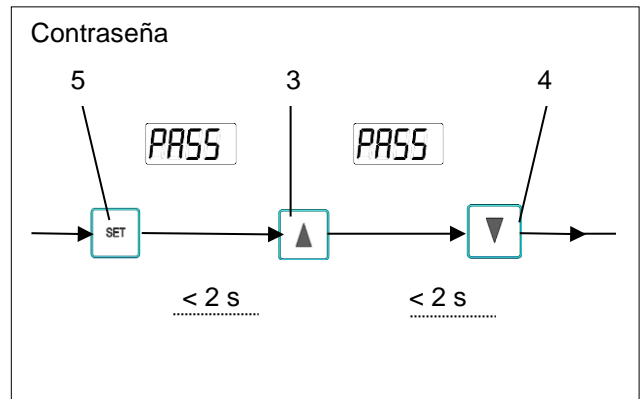 Contraseña
5 3 4
PASS PASS
SET
< 2 s < 2 s